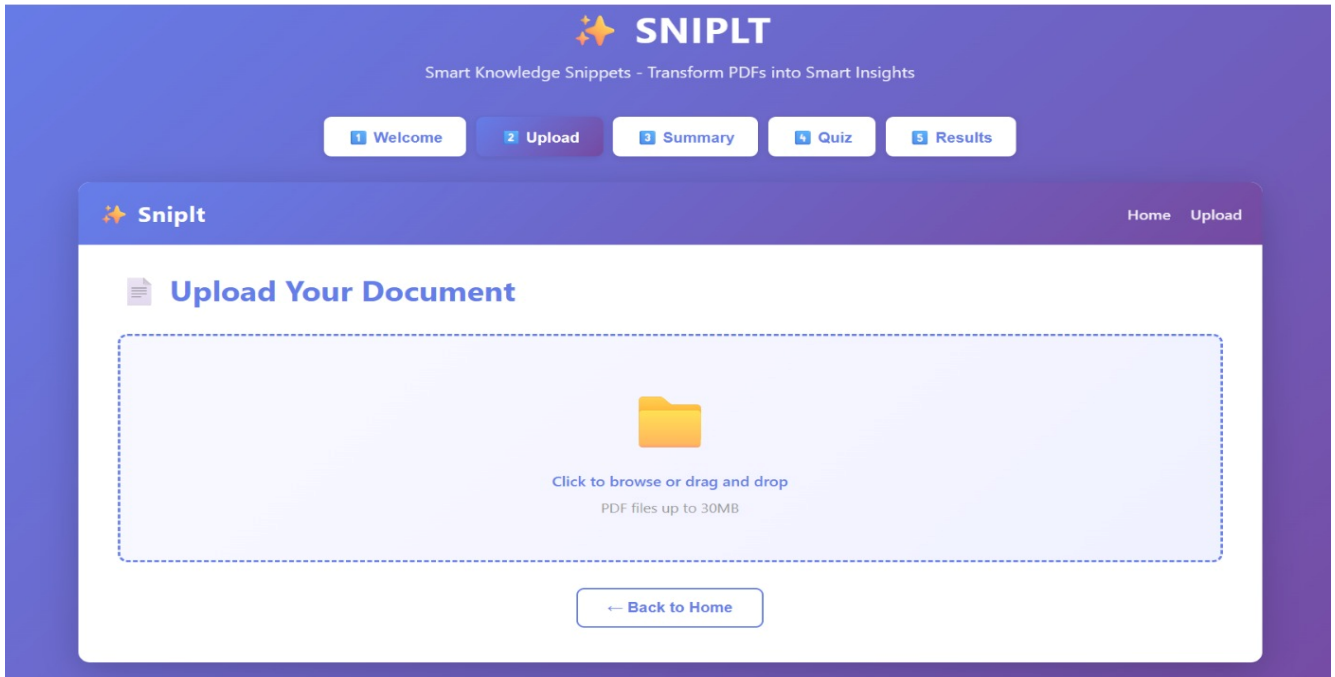 ✨ SNIPLT
Smart Knowledge Snippets - Transform PDFs into Smart Insights
1 Welcome 2 Upload 3 Summary 4 Quiz 5 Results
✨ Sniplt Home Upload
Upload Your Document
Click to browse or drag and drop
PDF files up to 30MB
← Back to Home